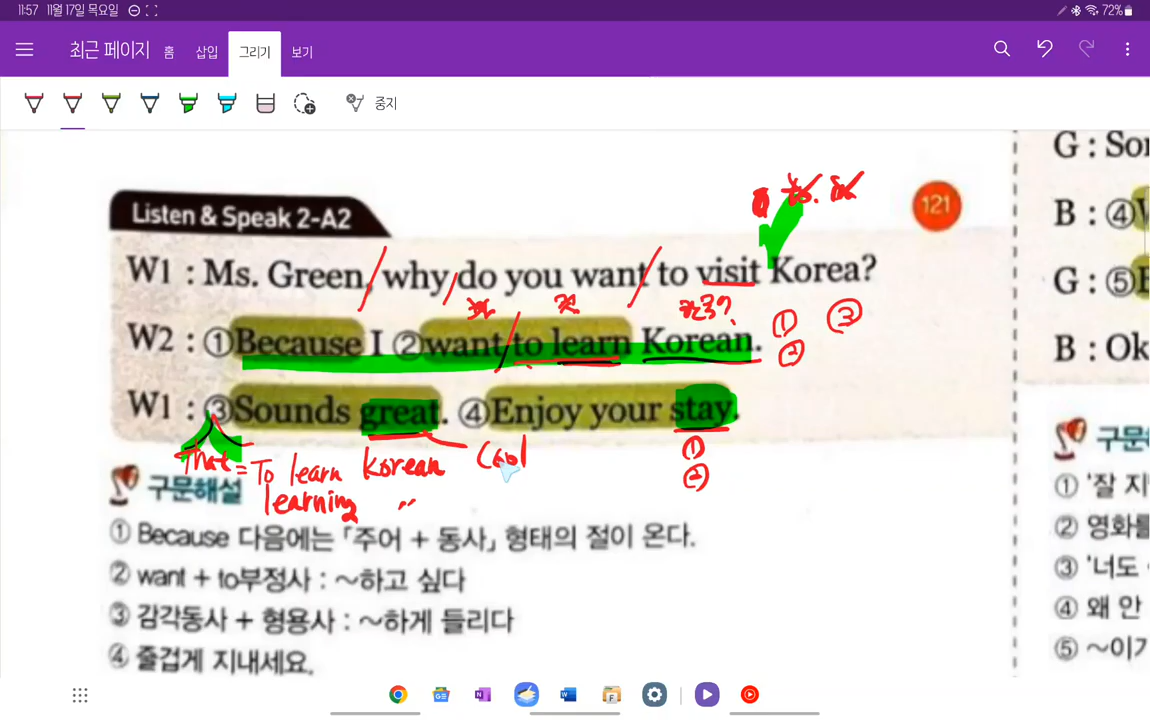 11:57 11월 17일 목요일 72%
최근 페이지 홈 삽입 그리기 보기
중지
Listen & Speak 2-A2
121
W1 : Ms. Green, why do you want to visit Korea?
W2 : ①Because I ②want to learn Korean.
① ③
②
W1 : ③Sounds great. ④Enjoy your stay.
That = To learn Korean Cool
①
②
learning "
구문해설
① Because 다음에는 「주어 + 동사」 형태의 절이 온다.
② want + to부정사 : ~하고 싶다
③ 감각동사 + 형용사 : ~하게 들리다
④ 즐겁게 지내세요.
G : Sor
B : ④
G : ⑤
B : Ok
구문
① '잘 지
② 영화를
③ '너도
④ 왜 안
⑤ ~이기